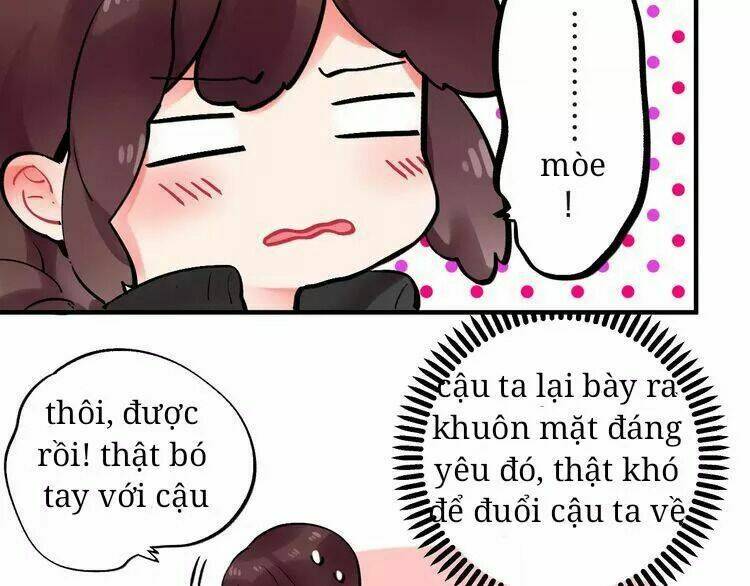 ............
mòe
!
cậu ta lại bày ra
khuôn mặt đáng
yêu đó, thật khó
để đuổi cậu ta về
thôi, được
rồi! thật bó
tay với cậu